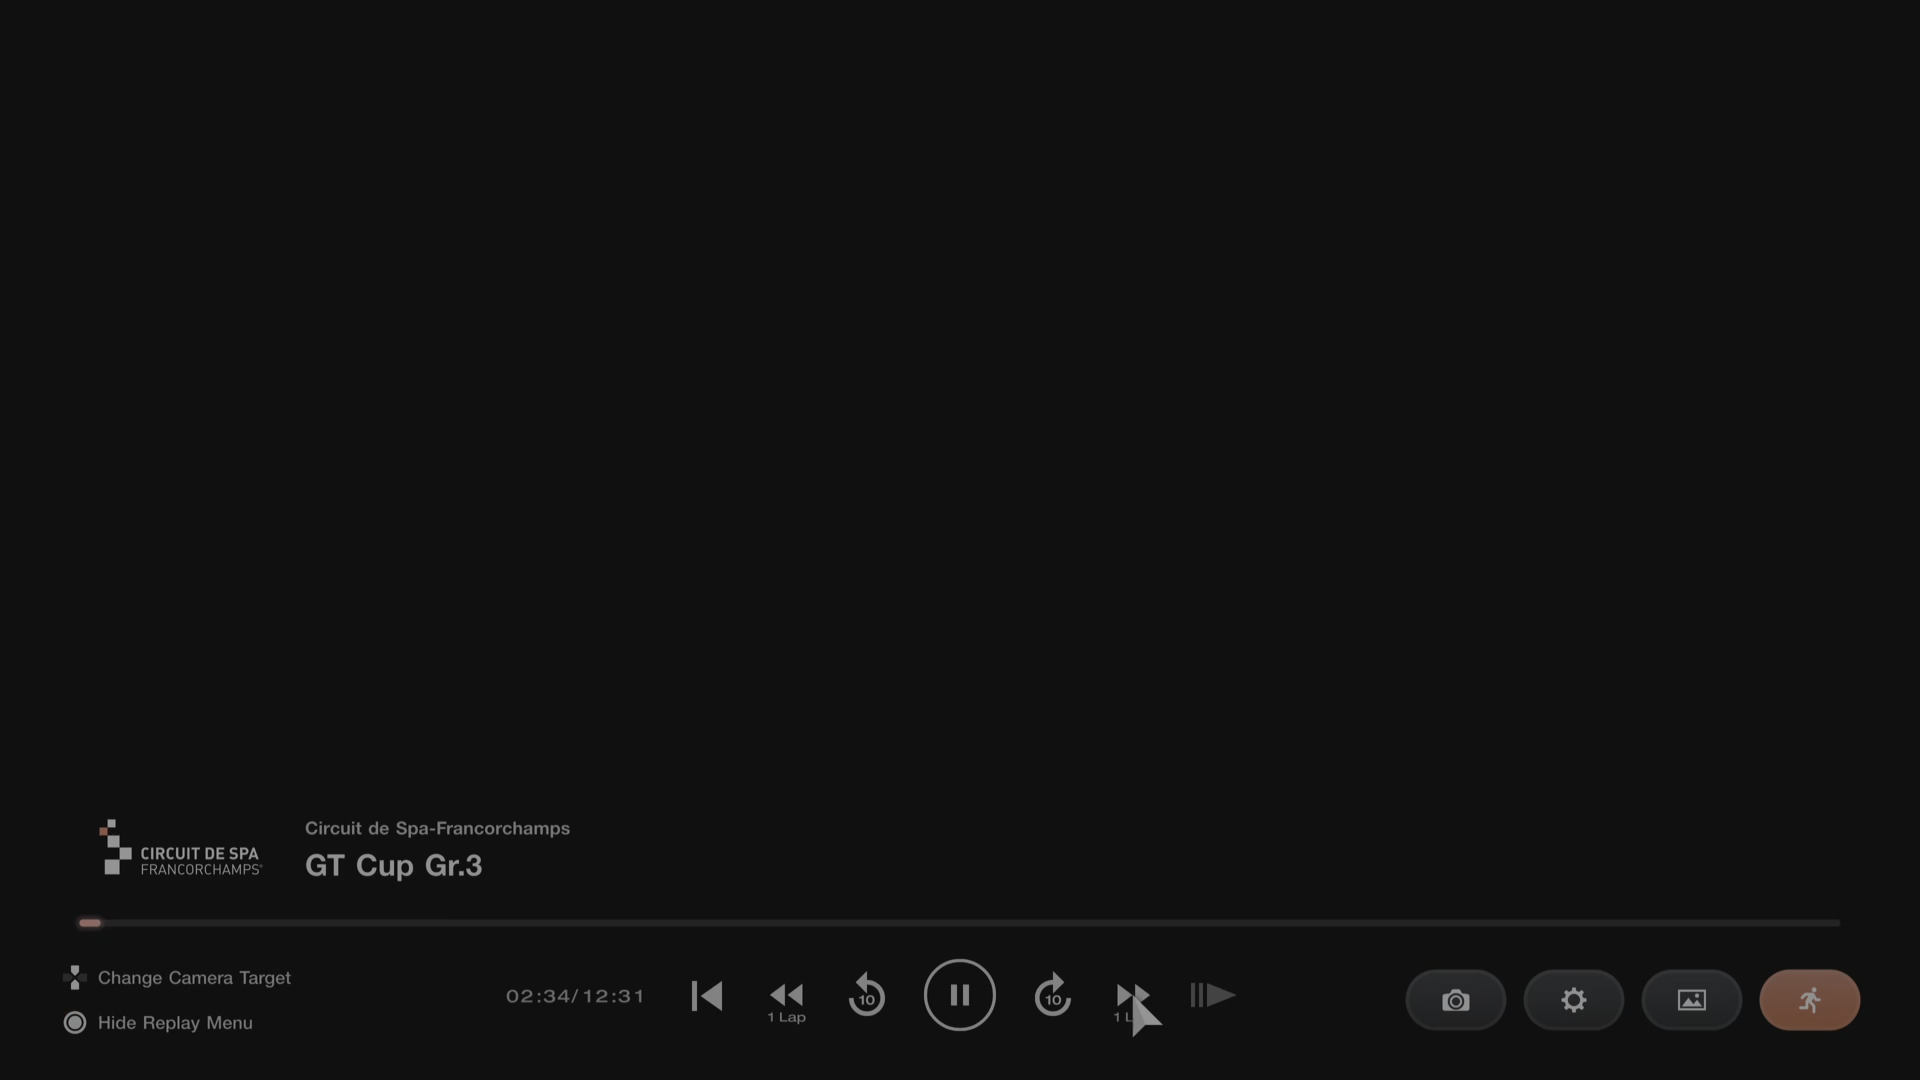 CIRCUIT DE SPA
FRANCORCHAMPS
Circuit de Spa-Francorchamps
GT Cup Gr.3
Change Camera Target
Hide Replay Menu
02:34/12:31
1 Lap
10
10
1 L